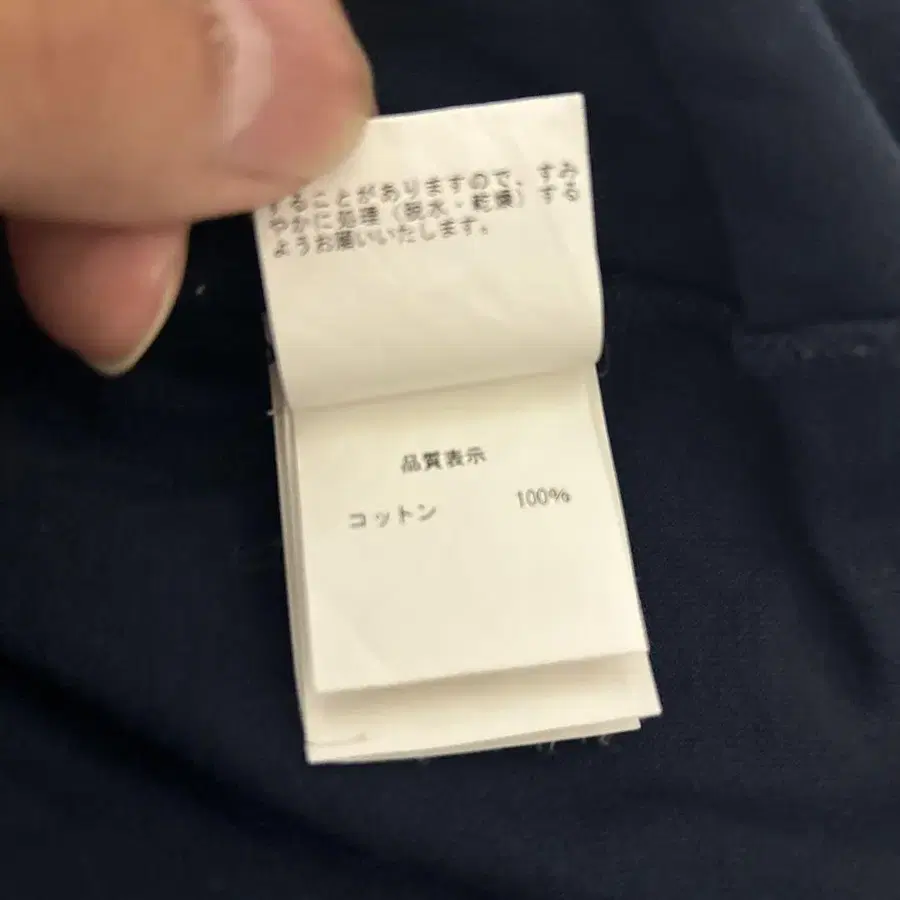 することがありますので、すみ
やかに処理（脱水・乾燥）する
ようお願いいたします。
品質表示
コットン 100%